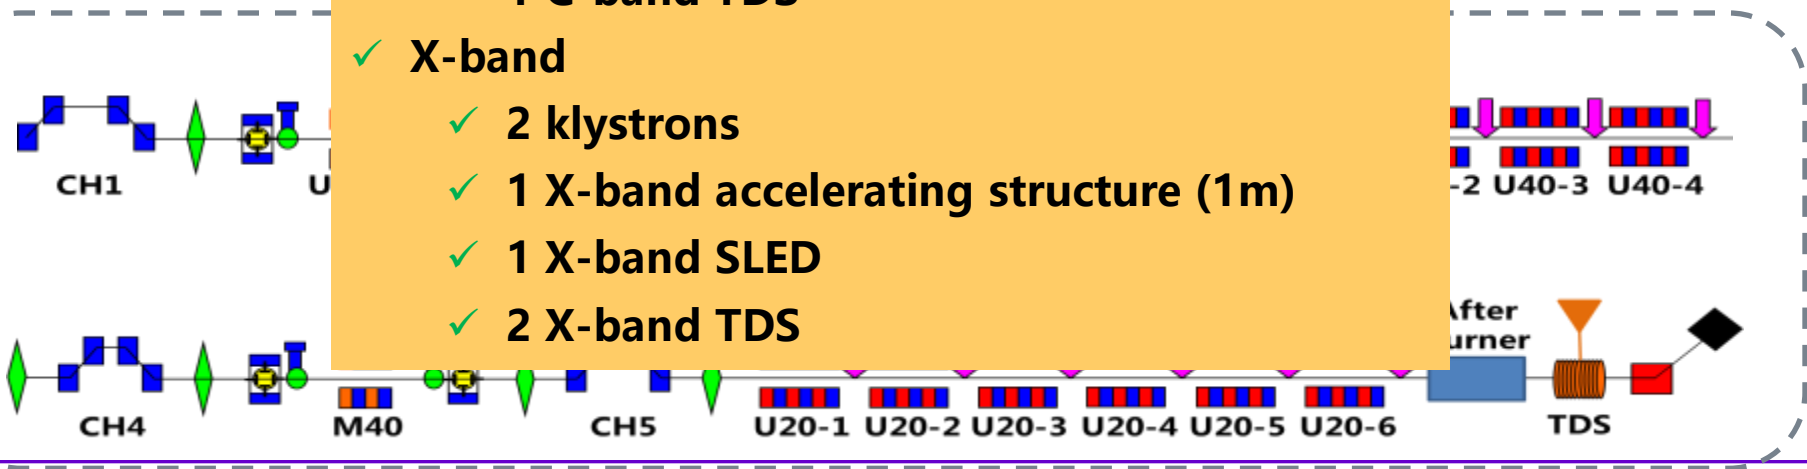 ✓ X-band
✓ 2 klystrons
✓ 1 X-band accelerating structure (1m)
✓ 1 X-band SLED
✓ 2 X-band TDS
CH1
-2 U40-3 U40-4
CH4 M40 CH5 U20-1 U20-2 U20-3 U20-4 U20-5 U20-6 TDS